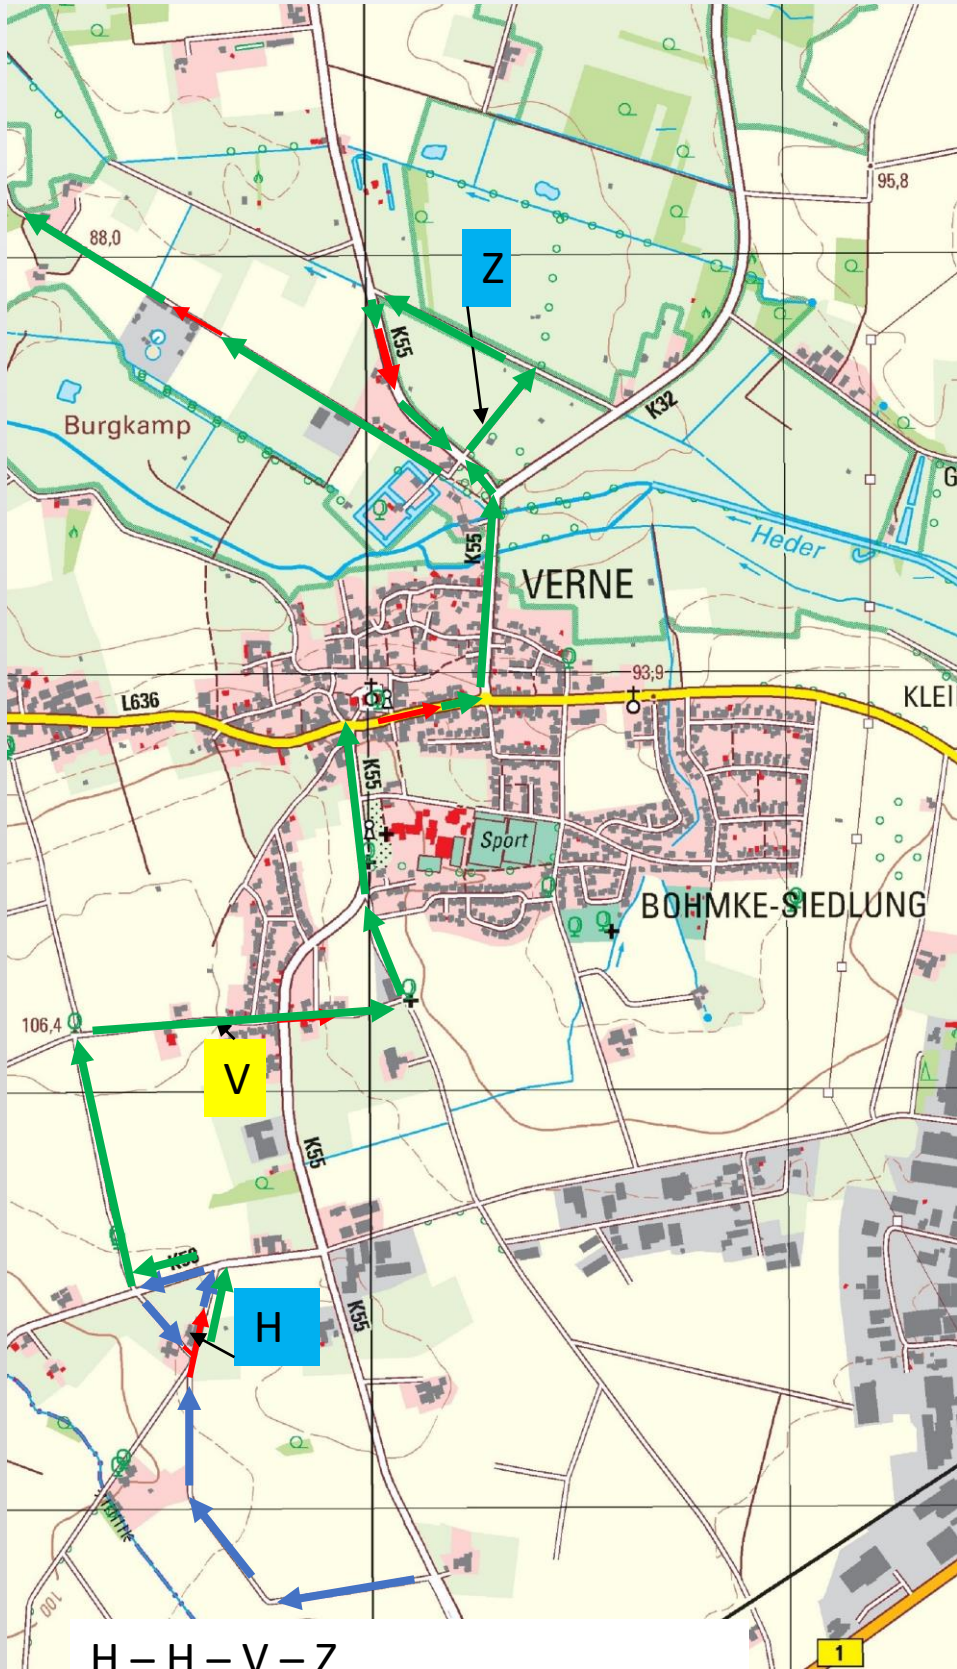 95,8
88,0
Z
K55
K32
Burgkamp
G
Heder
K55
VERNE
93,9
L636
KLEI
K55
Sport
BOHMKE-SIEDLUNG
106,4
V
K55
H
K55
100
1
H – H – V – Z